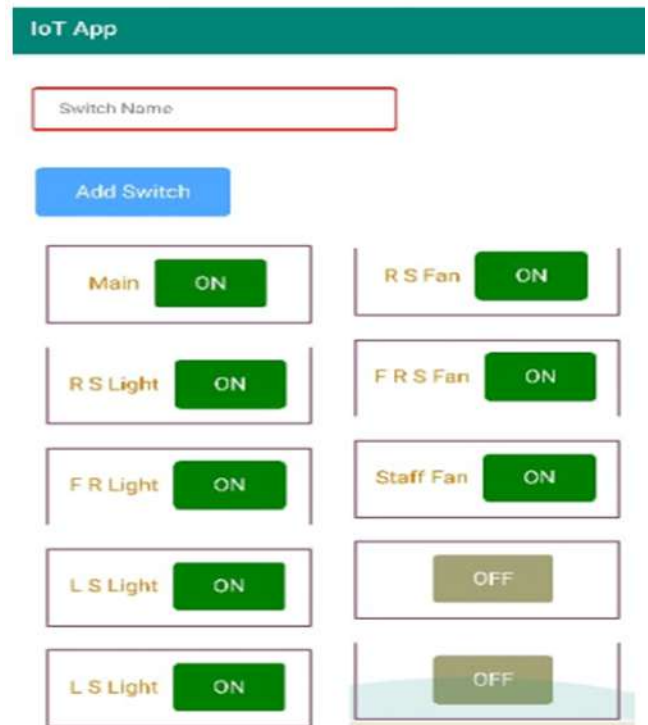 IoT App
Switch Name
Add Switch
Main ON
R S Fan ON
R S Light ON
F R S Fan ON
F R Light ON
Staff Fan ON
L S Light ON
OFF
L S Light ON
OFF